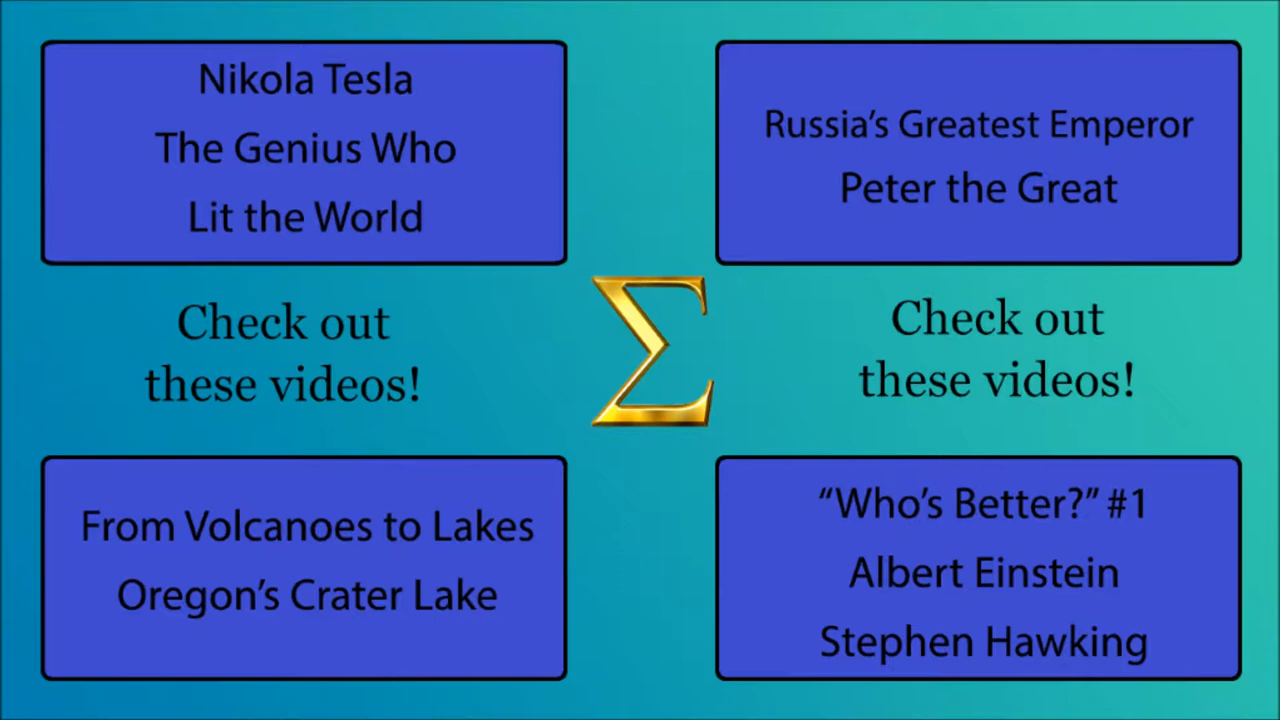 Nikola Tesla
The Genius Who
Lit the World
Russia's Greatest Emperor
Peter the Great
Check out
these videos!
Σ
Check out
these videos!
From Volcanoes to Lakes
Oregon's Crater Lake
“Who's Better?” #1
Albert Einstein
Stephen Hawking